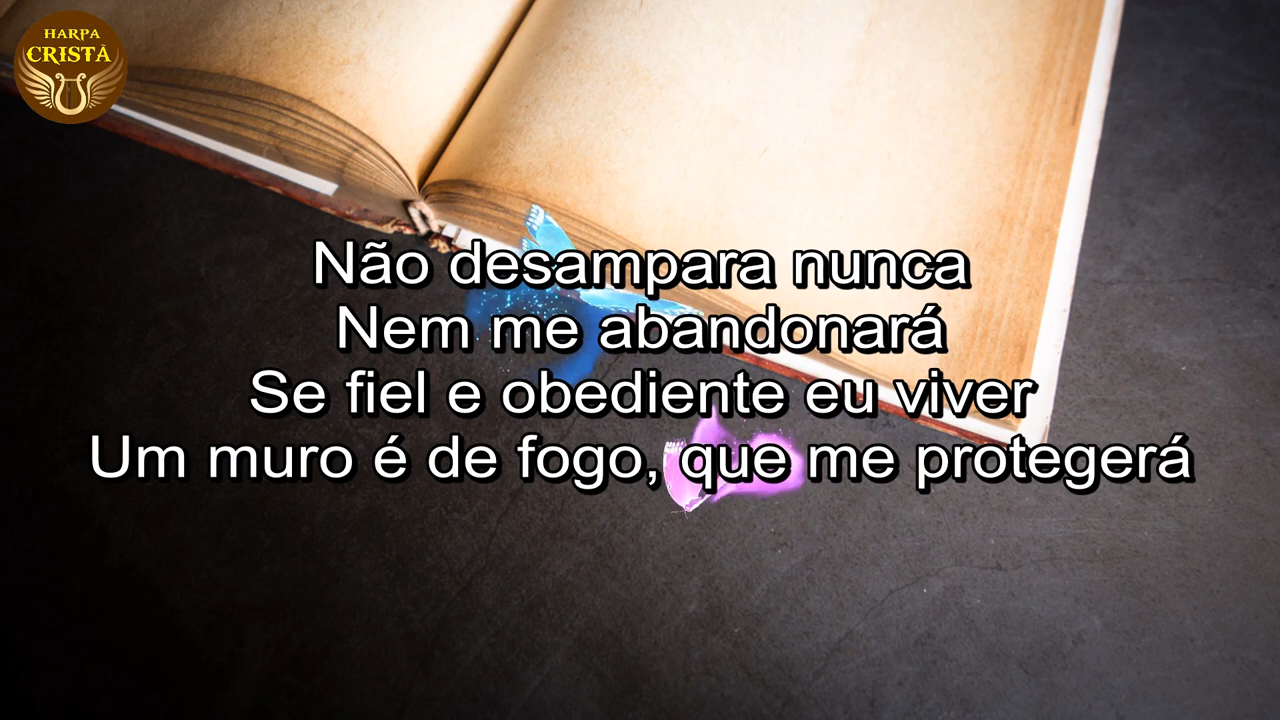 HARPA
CRISTÃ
Não desampara nunca
Nem me abandonará
Se fiel e obediente eu viver
Um muro é de fogo, que me protegerá